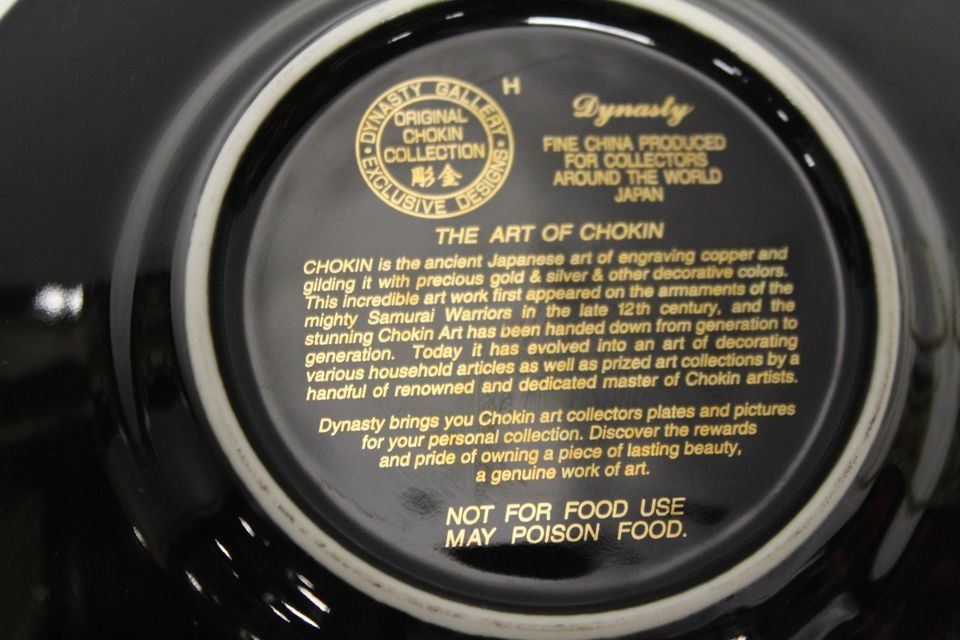 DYNASTY GALLERY
ORIGINAL
CHOKIN
COLLECTION
彫金
EXCLUSIVE DESIGNS
H
Dynasty
FINE CHINA PRODUCED
FOR COLLECTORS
AROUND THE WORLD
JAPAN
THE ART OF CHOKIN
CHOKIN is the ancient Japanese art of engraving copper and
gilding it with precious gold & silver & other decorative colors.
This incredible art work first appeared on the armaments of the
mighty Samurai Warriors in the late 12th century, and the
stunning Chokin Art has been handed down from generation to
generation. Today it has evolved into an art of decorating
various household articles as well as prized art collections by a
handful of renowned and dedicated master of Chokin artists.
Dynasty brings you Chokin art collectors plates and pictures
for your personal collection. Discover the rewards
and pride of owning a piece of lasting beauty,
a genuine work of art.
NOT FOR FOOD USE
MAY POISON FOOD.